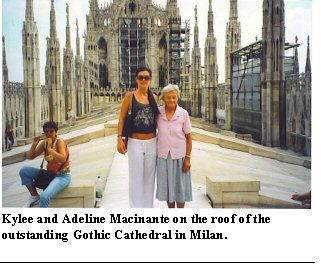 Kylee and Adeline Macinante on the roof of the
outstanding Gothic Cathedral in Milan.